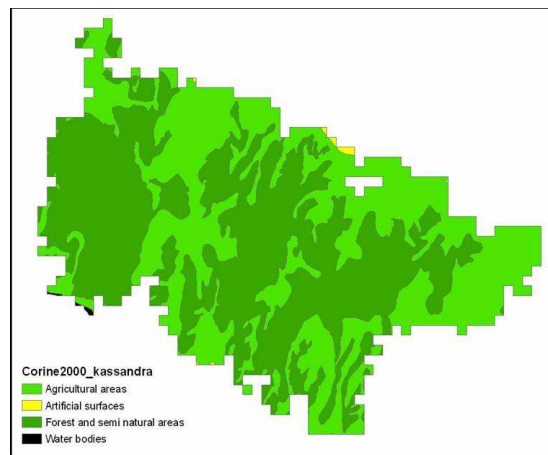 Corine2000_kassandra
Agricultural areas
Artificial surfaces
Forest and semi natural areas
Water bodies